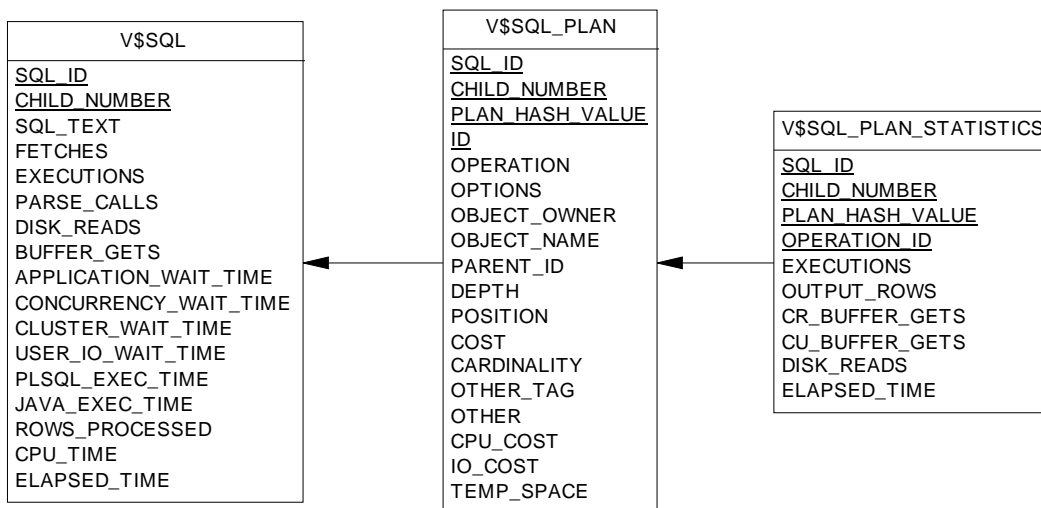 V$SQL
SQL_ID
CHILD_NUMBER
SQL_TEXT
FETCHES
EXECUTIONS
PARSE_CALLS
DISK_READS
BUFFER_GETS
APPLICATION_WAIT_TIME
CONCURRENCY_WAIT_TIME
CLUSTER_WAIT_TIME
USER_IO_WAIT_TIME
PLSQL_EXEC_TIME
JAVA_EXEC_TIME
ROWS_PROCESSED
CPU_TIME
ELAPSED_TIME
V$SQL_PLAN
SQL_ID
CHILD_NUMBER
PLAN_HASH_VALUE
ID
OPERATION
OPTIONS
OBJECT_OWNER
OBJECT_NAME
PARENT_ID
DEPTH
POSITION
COST
CARDINALITY
OTHER_TAG
OTHER
CPU_COST
IO_COST
TEMP_SPACE
V$SQL_PLAN_STATISTICS
SQL_ID
CHILD_NUMBER
PLAN_HASH_VALUE
OPERATION_ID
EXECUTIONS
OUTPUT_ROWS
CR_BUFFER_GETS
CU_BUFFER_GETS
DISK_READS
ELAPSED_TIME